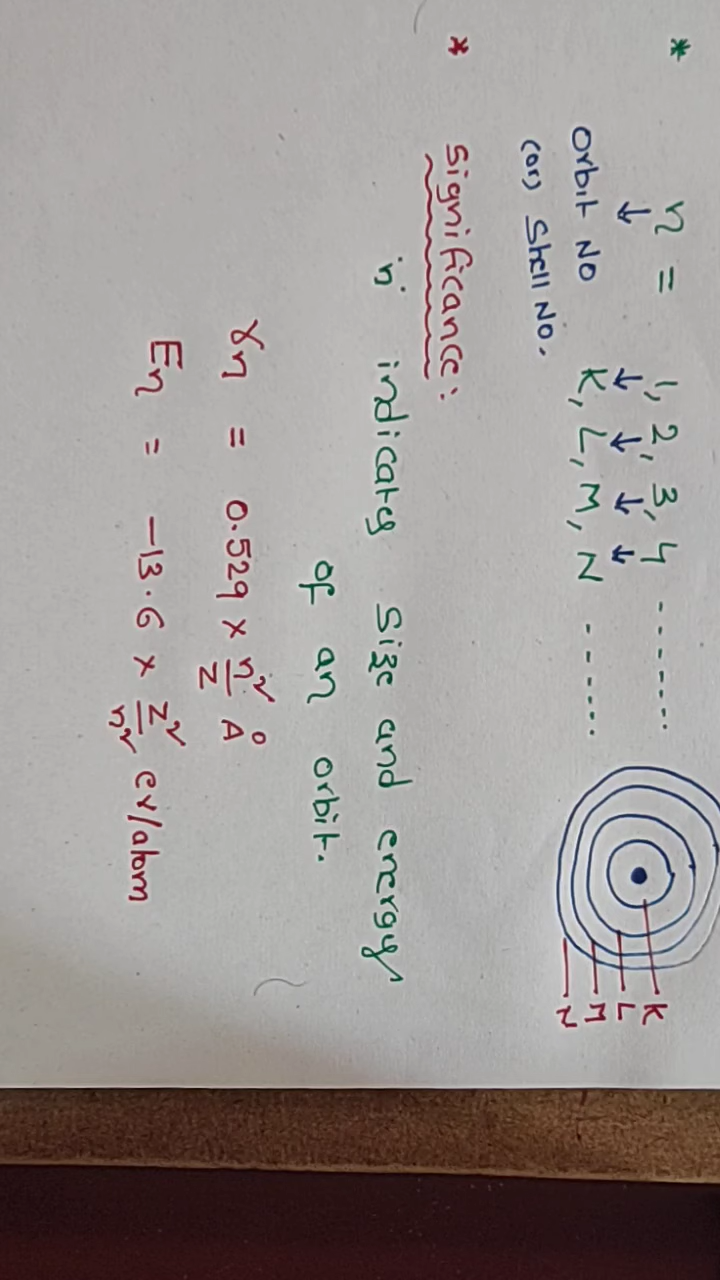 * n = 1, 2, 3, 4 -------
↓ ↓ ↓ ↓ ↓
Orbit No K, L, M, N ------
(or) Shell No.
K
L
M
N
* Significance:
'n' indicates size and energy
of an orbit.
rn = 0.529 × n²/Z Å
En = -13.6 × Z²/n² ev/atom